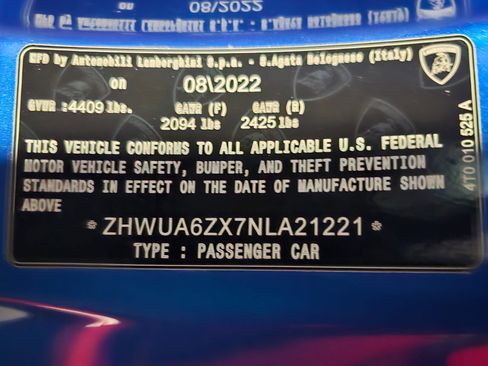 08/2022
MFD by Automobili Lamborghini S.p.a. - S.Agata Bolognese (Italy)
on 08\2022
GVWR :4409 lbs. GAWR (F) GAWR (R)
2094 lbs 2425 lbs
THIS VEHICLE CONFORMS TO ALL APPLICABLE U.S. FEDERAL
MOTOR VEHICLE SAFETY, BUMPER, AND THEFT PREVENTION
STANDARDS IN EFFECT ON THE DATE OF MANUFACTURE SHOWN
ABOVE
* ZHWUA6ZX7NLA21221 *
TYPE : PASSENGER CAR
4T0 010 525 A